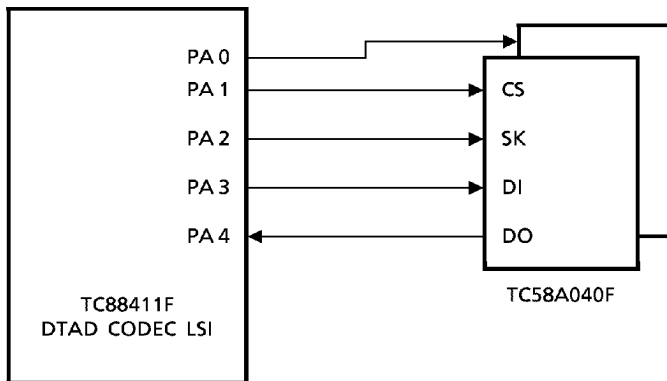 PA 0
PA 1 CS
PA 2 SK
PA 3 DI
PA 4 DO
TC88411F
DTAD CODEC LSI
TC58A040F